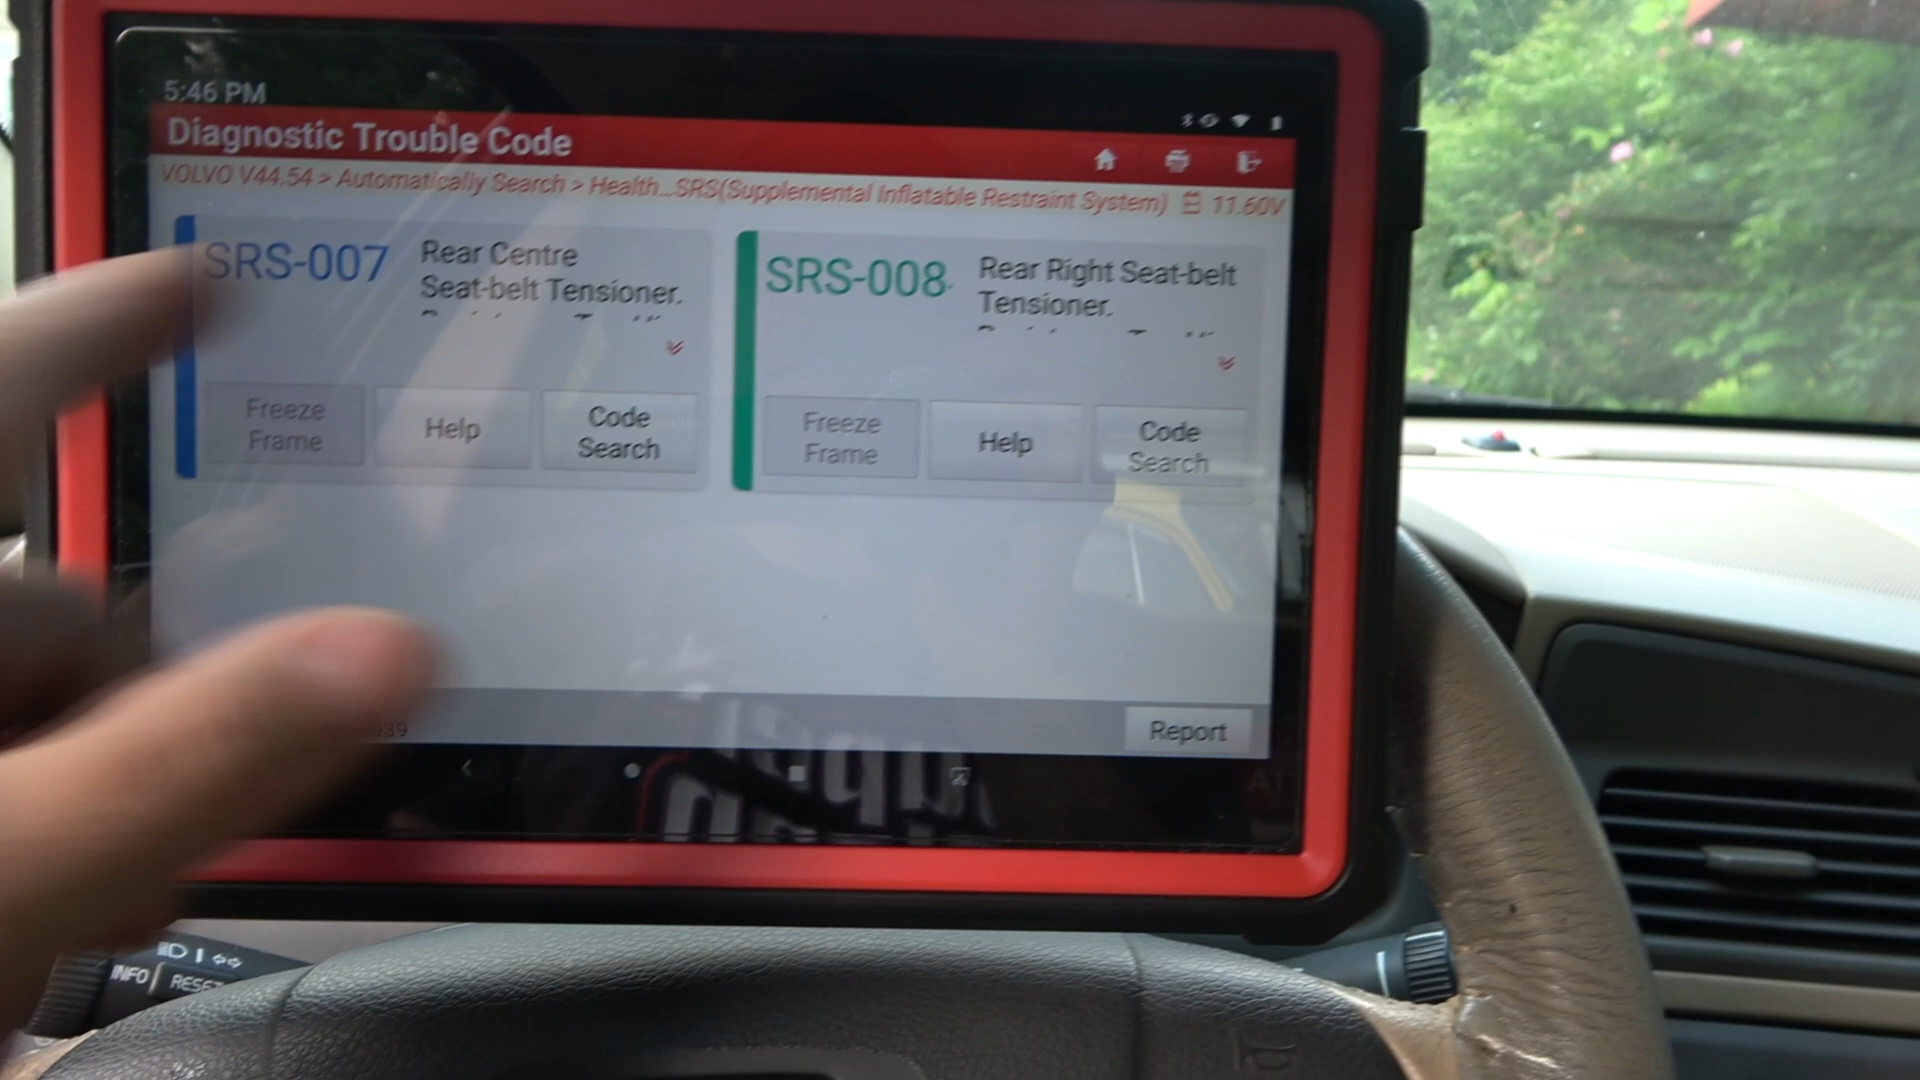 5:46 PM
Diagnostic Trouble Code
VOLVO V44.54 > Automatically Search > Health...SRS(Supplemental Inflatable Restraint System) 11.60V
SRS-007
Rear Centre
Seat-belt Tensioner.
Freeze
Frame
Help
Code
Search
SRS-008
Rear Right Seat-belt
Tensioner.
Freeze
Frame
Help
Code
Search
939
Report
INFO
RESET